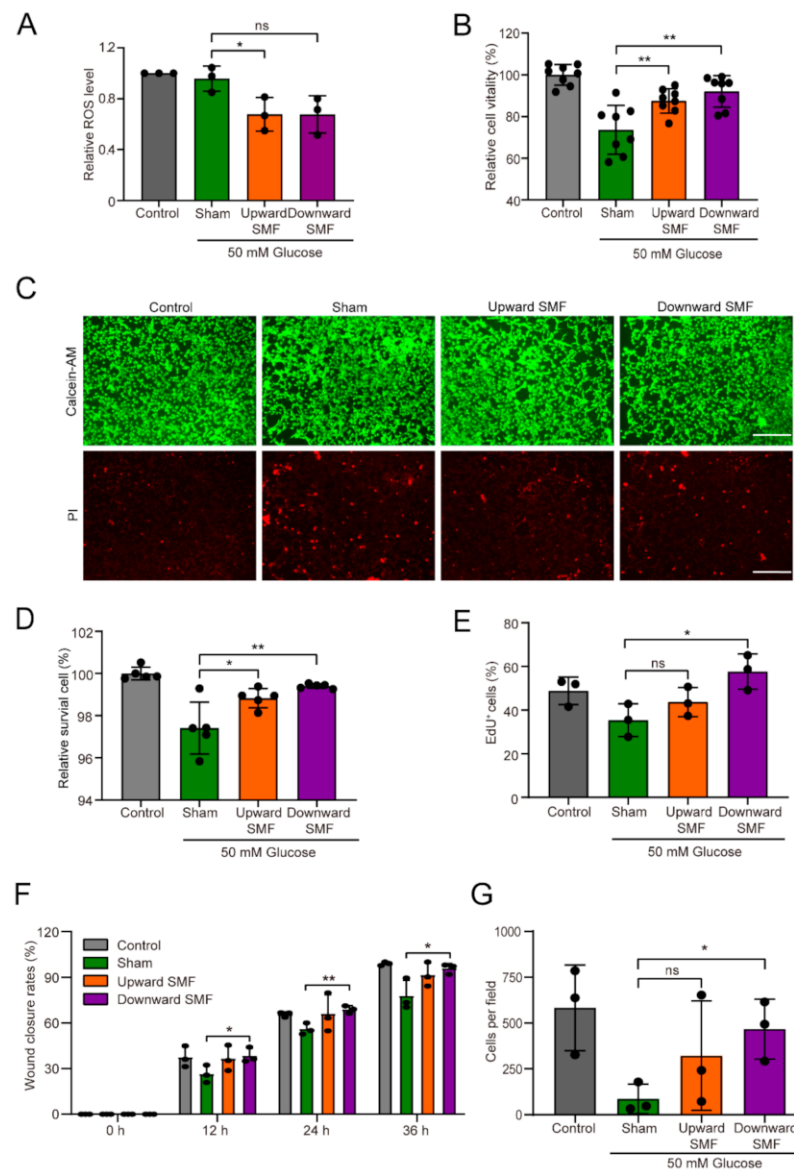 A
Relative ROS level
1.2
0.8
0.4
0
ns
*
Control
Sham
Upward SMF
Downward SMF
50 mM Glucose
B
Relative cell vitality (%)
120
100
80
60
40
**
**
Control
Sham
Upward SMF
Downward SMF
50 mM Glucose
C
Control
Sham
Upward SMF
Downward SMF
Calcein-AM
PI
D
Relative survial cell (%)
102
100
98
96
94
**
*
Control
Sham
Upward SMF
Downward SMF
50 mM Glucose
E
EdU⁺ cells (%)
80
60
40
20
0
*
ns
Control
Sham
Upward SMF
Downward SMF
50 mM Glucose
F
Wound closure rates (%)
120
90
60
30
0
Control
Sham
Upward SMF
Downward SMF
*
**
*
0 h
12 h
24 h
36 h
G
Cells per field
1000
750
500
250
0
*
ns
Control
Sham
Upward SMF
Downward SMF
50 mM Glucose